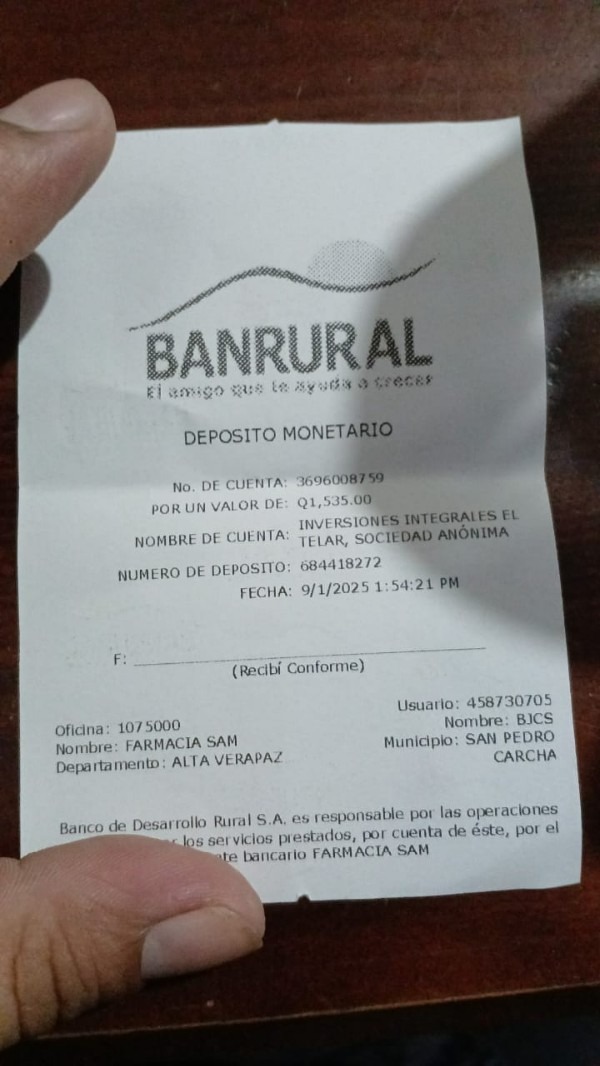 BANRURAL
El amigo que te ayuda a crecer
DEPOSITO MONETARIO
No. DE CUENTA: 3696008759
POR UN VALOR DE: Q1,535.00
NOMBRE DE CUENTA: INVERSIONES INTEGRALES EL
TELAR, SOCIEDAD ANÓNIMA
NUMERO DE DEPOSITO: 684418272
FECHA: 9/1/2025 1:54:21 PM
F:
(Recibí Conforme)
Oficina: 1075000
Nombre: FARMACIA SAM
Departamento: ALTA VERAPAZ
Usuario: 458730705
Nombre: BJCS
Municipio: SAN PEDRO
CARCHA
Banco de Desarrollo Rural S.A. es responsable por las operaciones
los servicios prestados, por cuenta de éste, por el
bancario FARMACIA SAM